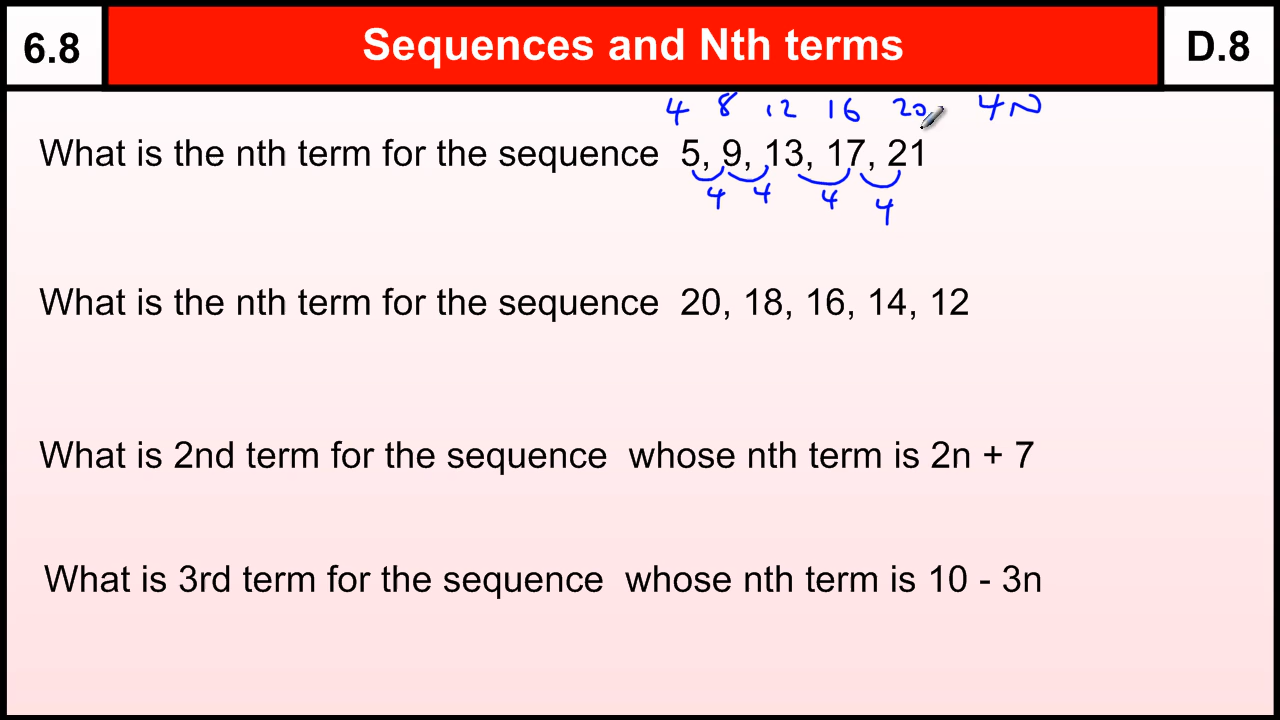 6.8 Sequences and Nth terms D.8
4 8 12 16 20 4N
What is the nth term for the sequence 5, 9, 13, 17, 21
4 4 4 4
What is the nth term for the sequence 20, 18, 16, 14, 12
What is 2nd term for the sequence whose nth term is 2n + 7
What is 3rd term for the sequence whose nth term is 10 - 3n